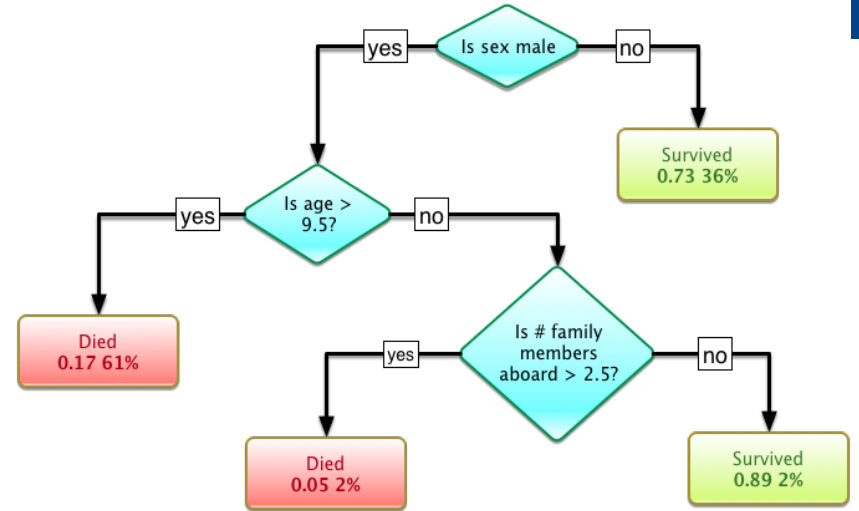 Is sex male
yes
no
Survived
0.73 36%
Is age >
9.5?
yes
no
Died
0.17 61%
Is # family
members
aboard > 2.5?
yes
no
Died
0.05 2%
Survived
0.89 2%